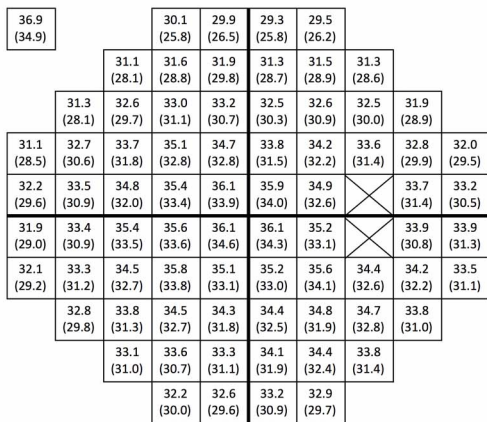 36.9 30.1 29.9 29.3 29.5
(34.9) (25.8) (26.5) (25.8) (26.2)
31.1 31.6 31.9 31.3 31.5 31.3
(28.1) (28.8) (29.8) (28.7) (28.9) (28.6)
31.3 32.6 33.0 33.2 32.5 32.6 32.5 31.9
(28.1) (29.7) (31.1) (30.7) (30.3) (30.9) (30.0) (28.9)
31.1 32.7 33.7 35.1 34.7 33.8 34.2 33.6 32.8 32.0
(28.5) (30.6) (31.8) (32.8) (32.8) (31.5) (32.2) (31.4) (29.9) (29.5)
32.2 33.5 34.8 35.4 36.1 35.9 34.9 33.7 33.2
(29.6) (30.9) (32.0) (33.4) (33.9) (34.0) (32.6) (31.4) (30.5)
31.9 33.4 35.4 35.6 36.1 36.1 35.2 33.9 33.9
(29.0) (30.9) (33.5) (33.6) (34.6) (34.3) (33.1) (30.8) (31.3)
32.1 33.3 34.5 35.8 35.1 35.2 35.6 34.4 34.2 33.5
(29.2) (31.2) (32.7) (33.8) (33.1) (33.0) (34.1) (32.6) (32.2) (31.1)
32.8 33.8 34.5 34.3 34.4 34.8 34.7 33.8
(29.8) (31.3) (32.7) (31.8) (32.5) (31.9) (32.8) (31.0)
33.1 33.6 33.3 34.1 34.4 33.8
(31.0) (30.7) (31.1) (31.9) (32.4) (31.4)
32.2 32.6 33.2 32.9
(30.0) (29.6) (30.9) (29.7)